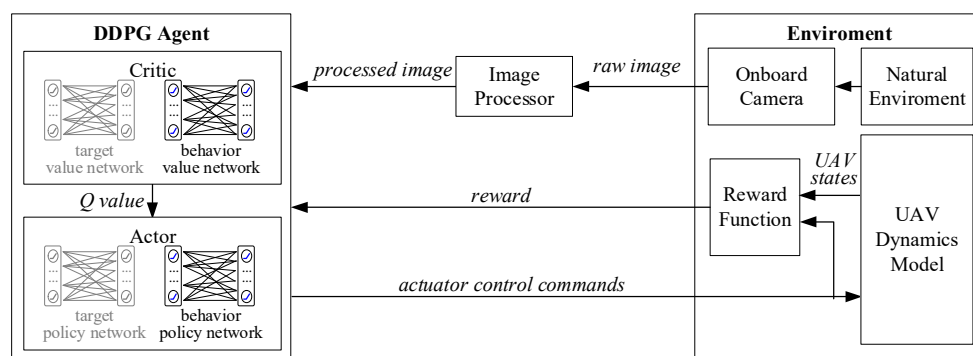 DDPG Agent
Critic
target
value network
behavior
value network
Q value
Actor
target
policy network
behavior
policy network
processed image
Image
Processor
raw image
reward
actuator control commands
Enviroment
Onboard
Camera
Natural
Enviroment
Reward
Function
UAV
states
UAV
Dynamics
Model